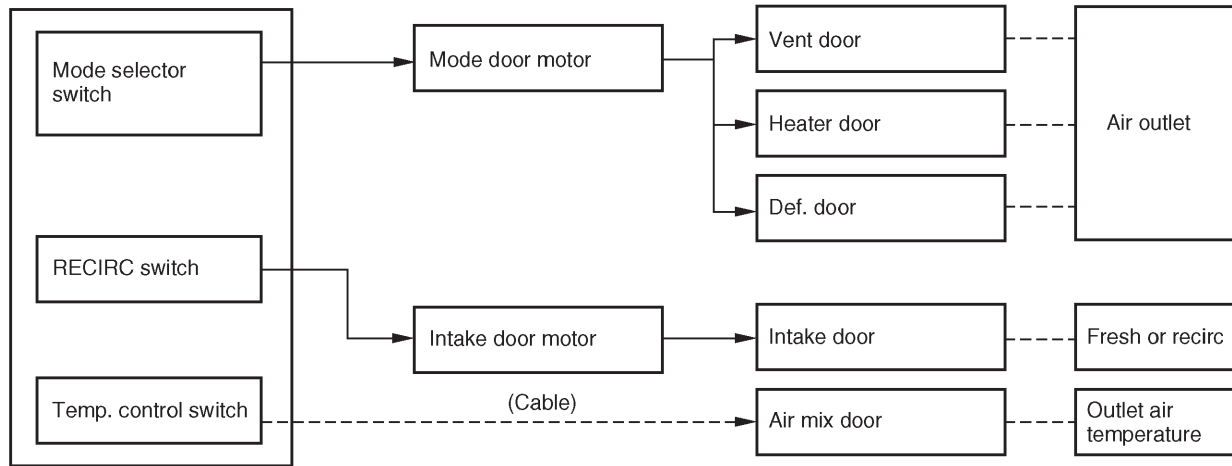 Mode selector
switch
Mode door motor
Vent door
Heater door
Def. door
Air outlet
RECIRC switch
Intake door motor
Intake door
Fresh or recirc
Temp. control switch
(Cable)
Air mix door
Outlet air
temperature